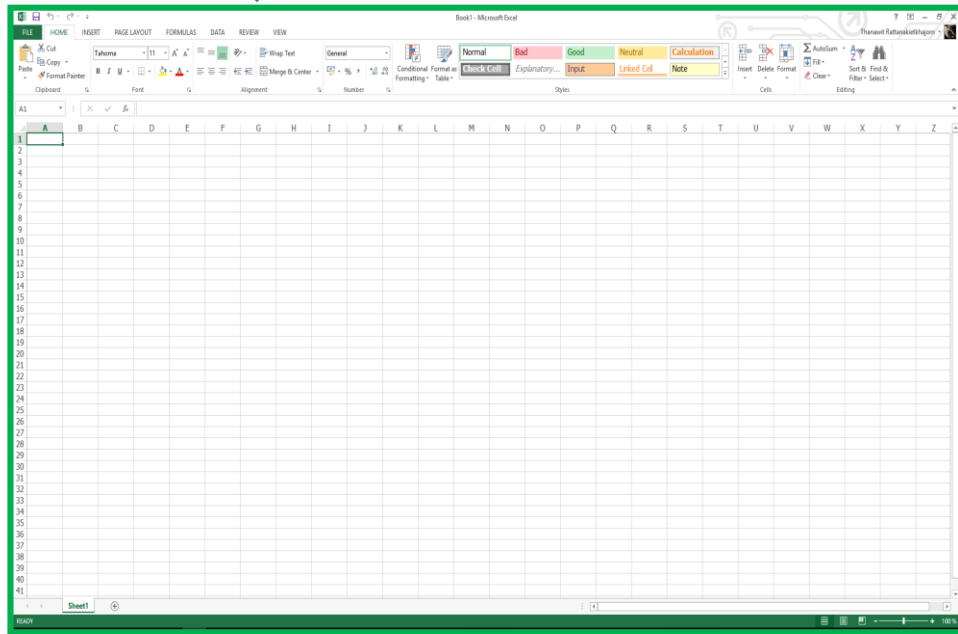 Book1 - Microsoft Excel
FILE HOME INSERT PAGE LAYOUT FORMULAS DATA REVIEW VIEW Thanawit Rattanakietkhajorn
Paste Cut Copy Format Painter
Clipboard
Tahoma 11
B I U
Font
Wrap Text
Merge & Center
Alignment
General
% ,
Number
Conditional Formatting Format as Table
Normal Bad Good Neutral Calculation
Check Cell Explanatory... Input Linked Cell Note
Styles
Insert Delete Format
Cells
AutoSum Fill Clear Sort & Filter Find & Select
Editing
A1 fx
A B C D E F G H I J K L M N O P Q R S T U V W X Y Z
1
2
3
4
5
6
7
8
9
10
11
12
13
14
15
16
17
18
19
20
21
22
23
24
25
26
27
28
29
30
31
32
33
34
35
36
37
38
39
40
41
Sheet1
READY 100%